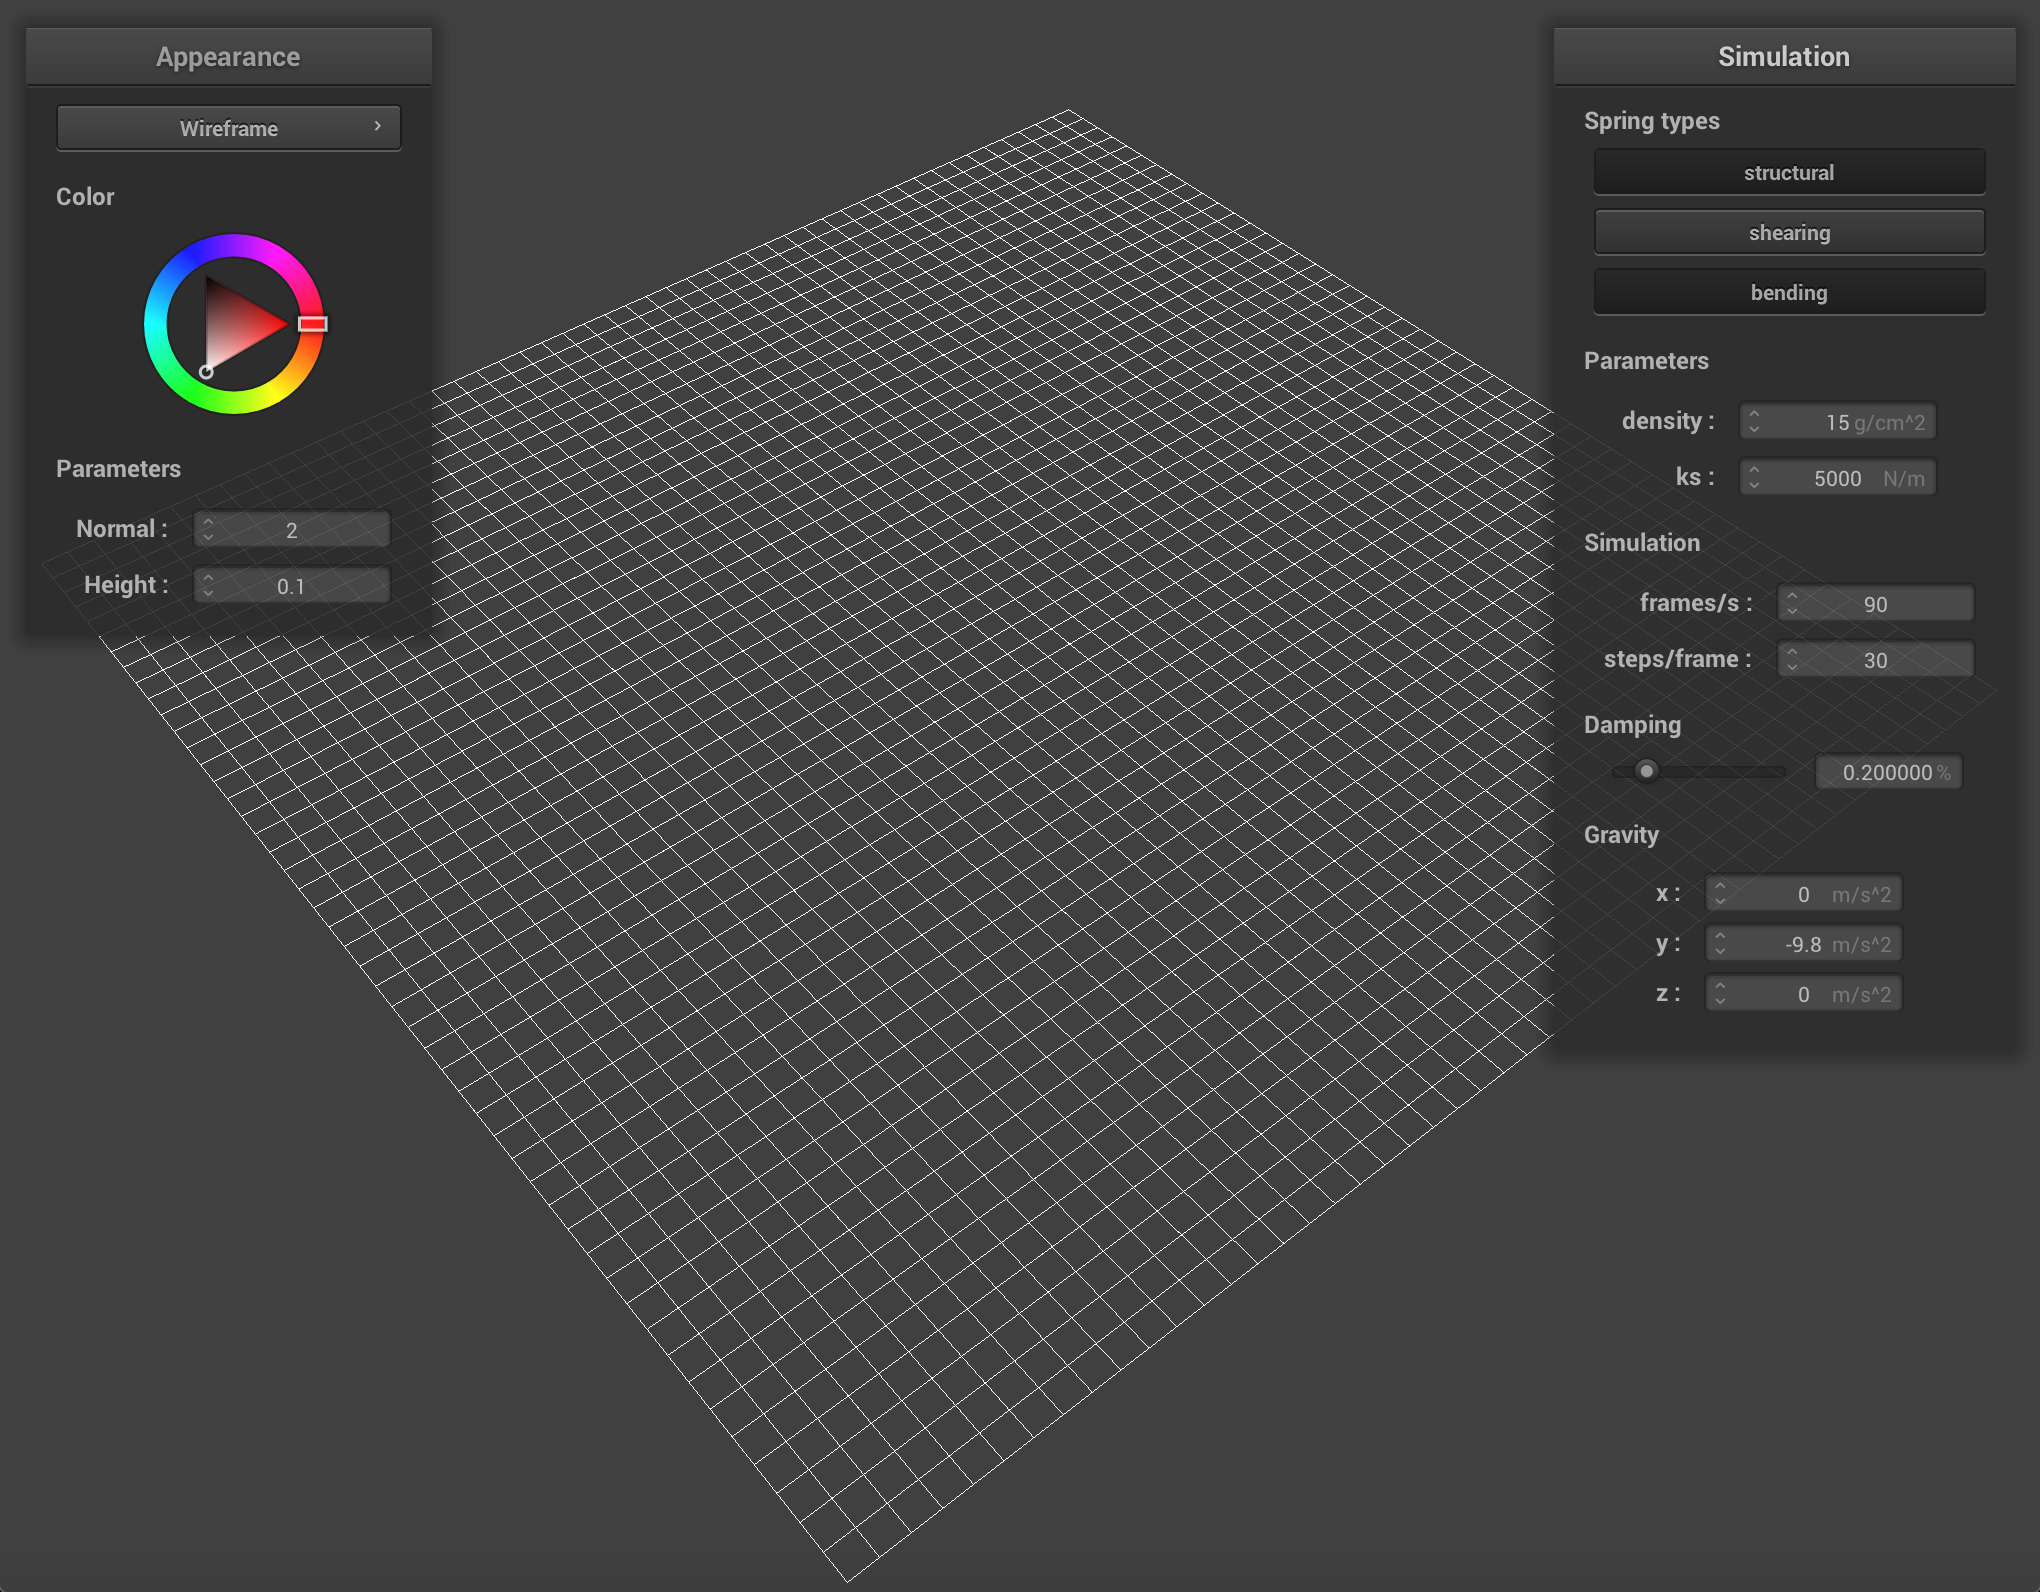 Appearance
Wireframe
Color
Parameters
Normal : 2
Height : 0.1
Simulation
Spring types
structural
shearing
bending
Parameters
density : 15 g/cm^2
ks : 5000 N/m
Simulation
frames/s : 90
steps/frame : 30
Damping
0.200000 %
Gravity
x : 0 m/s^2
y : -9.8 m/s^2
z : 0 m/s^2